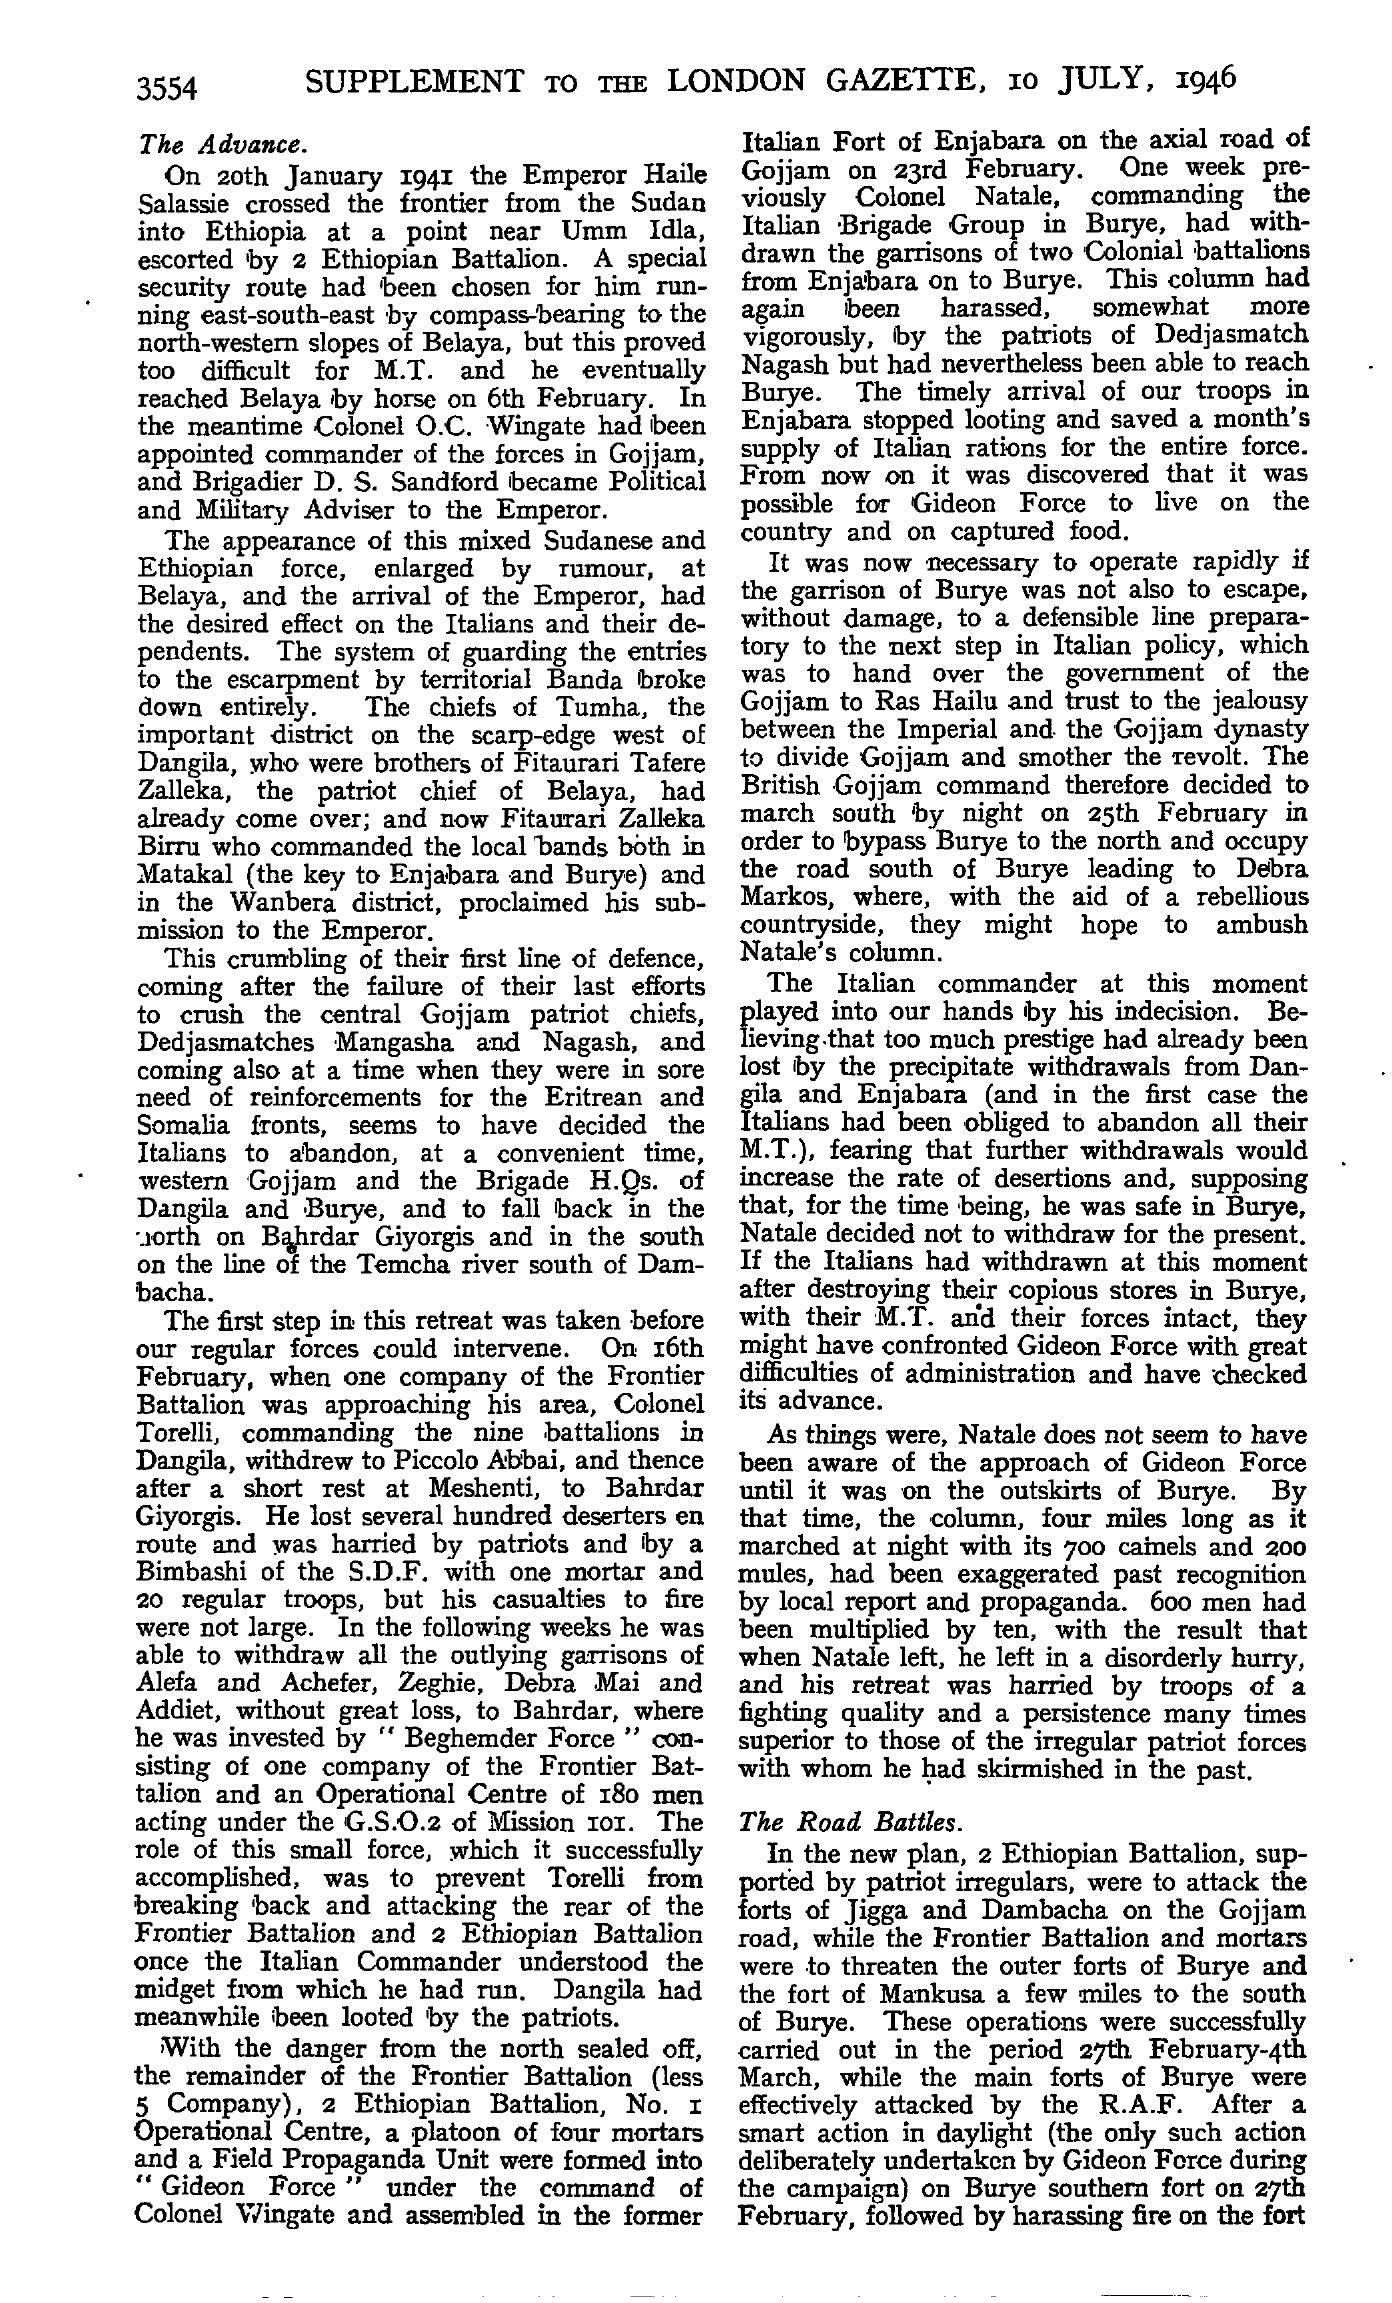 3554 SUPPLEMENT TO THE LONDON GAZETTE, 10 JULY, 1946
The Advance.
On 20th January 1941 the Emperor Haile
Salassie crossed the frontier from the Sudan
into Ethiopia at a point near Umm Idla,
escorted by 2 Ethiopian Battalion. A special
security route had been chosen for him run-
ning east-south-east by compass-bearing to the
north-western slopes of Belaya, but this proved
too difficult for M.T. and he eventually
reached Belaya by horse on 6th February. In
the meantime Colonel O.C. Wingate had been
appointed commander of the forces in Gojjam,
and Brigadier D. S. Sandford became Political
and Military Adviser to the Emperor.
The appearance of this mixed Sudanese and
Ethiopian force, enlarged by rumour, at
Belaya, and the arrival of the Emperor, had
the desired effect on the Italians and their de-
pendents. The system of guarding the entries
to the escarpment by territorial Banda broke
down entirely. The chiefs of Tumha, the
important district on the scarp-edge west of
Dangila, who were brothers of Fitaurari Tafere
Zalleka, the patriot chief of Belaya, had
already come over; and now Fitaurari Zalleka
Birru who commanded the local bands both in
Matakal (the key to Enjabara and Burye) and
in the Wanbera district, proclaimed his sub-
mission to the Emperor.
This crumbling of their first line of defence,
coming after the failure of their last efforts
to crush the central Gojjam patriot chiefs,
Dedjasmatches Mangasha and Nagash, and
coming also at a time when they were in sore
need of reinforcements for the Eritrean and
Somalia fronts, seems to have decided the
Italians to abandon, at a convenient time,
western Gojjam and the Brigade H.Qs. of
Dangila and Burye, and to fall back in the
north on Bahrdar Giyorgis and in the south
on the line of the Temcha river south of Dam-
bacha.
The first step in this retreat was taken before
our regular forces could intervene. On 16th
February, when one company of the Frontier
Battalion was approaching his area, Colonel
Torelli, commanding the nine battalions in
Dangila, withdrew to Piccolo Abbai, and thence
after a short rest at Meshenti, to Bahrdar
Giyorgis. He lost several hundred deserters en
route and was harried by patriots and by a
Bimbashi of the S.D.F. with one mortar and
20 regular troops, but his casualties to fire
were not large. In the following weeks he was
able to withdraw all the outlying garrisons of
Alefa and Achefer, Zeghie, Debra Mai and
Addiet, without great loss, to Bahrdar, where
he was invested by " Beghemder Force " con-
sisting of one company of the Frontier Bat-
talion and an Operational Centre of 180 men
acting under the G.S.O.2 of Mission 101. The
role of this small force, which it successfully
accomplished, was to prevent Torelli from
breaking back and attacking the rear of the
Frontier Battalion and 2 Ethiopian Battalion
once the Italian Commander understood the
midget from which he had run. Dangila had
meanwhile been looted by the patriots.
With the danger from the north sealed off,
the remainder of the Frontier Battalion (less
5 Company), 2 Ethiopian Battalion, No. 1
Operational Centre, a platoon of four mortars
and a Field Propaganda Unit were formed into
" Gideon Force " under the command of
Colonel Wingate and assembled in the former
Italian Fort of Enjabara on the axial road of
Gojjam on 23rd February. One week pre-
viously Colonel Natale, commanding the
Italian Brigade Group in Burye, had with-
drawn the garrisons of two Colonial battalions
from Enjabara on to Burye. This column had
again been harassed, somewhat more
vigorously, by the patriots of Dedjasmatch
Nagash but had nevertheless been able to reach
Burye. The timely arrival of our troops in
Enjabara stopped looting and saved a month's
supply of Italian rations for the entire force.
From now on it was discovered that it was
possible for Gideon Force to live on the
country and on captured food.
It was now necessary to operate rapidly if
the garrison of Burye was not also to escape,
without damage, to a defensible line prepara-
tory to the next step in Italian policy, which
was to hand over the government of the
Gojjam to Ras Hailu and trust to the jealousy
between the Imperial and the Gojjam dynasty
to divide Gojjam and smother the revolt. The
British Gojjam command therefore decided to
march south by night on 25th February in
order to bypass Burye to the north and occupy
the road south of Burye leading to Debra
Markos, where, with the aid of a rebellious
countryside, they might hope to ambush
Natale's column.
The Italian commander at this moment
played into our hands by his indecision. Be-
lieving that too much prestige had already been
lost by the precipitate withdrawals from Dan-
gila and Enjabara (and in the first case the
Italians had been obliged to abandon all their
M.T.), fearing that further withdrawals would
increase the rate of desertions and, supposing
that, for the time being, he was safe in Burye,
Natale decided not to withdraw for the present.
If the Italians had withdrawn at this moment
after destroying their copious stores in Burye,
with their M.T. and their forces intact, they
might have confronted Gideon Force with great
difficulties of administration and have checked
its advance.
As things were, Natale does not seem to have
been aware of the approach of Gideon Force
until it was on the outskirts of Burye. By
that time, the column, four miles long as it
marched at night with its 700 camels and 200
mules, had been exaggerated past recognition
by local report and propaganda. 600 men had
been multiplied by ten, with the result that
when Natale left, he left in a disorderly hurry,
and his retreat was harried by troops of a
fighting quality and a persistence many times
superior to those of the irregular patriot forces
with whom he had skirmished in the past.
The Road Battles.
In the new plan, 2 Ethiopian Battalion, sup-
ported by patriot irregulars, were to attack the
forts of Jigga and Dambacha on the Gojjam
road, while the Frontier Battalion and mortars
were to threaten the outer forts of Burye and
the fort of Mankusa a few miles to the south
of Burye. These operations were successfully
carried out in the period 27th February-4th
March, while the main forts of Burye were
effectively attacked by the R.A.F. After a
smart action in daylight (the only such action
deliberately undertaken by Gideon Force during
the campaign) on Burye southern fort on 27th
February, followed by harassing fire on the fort